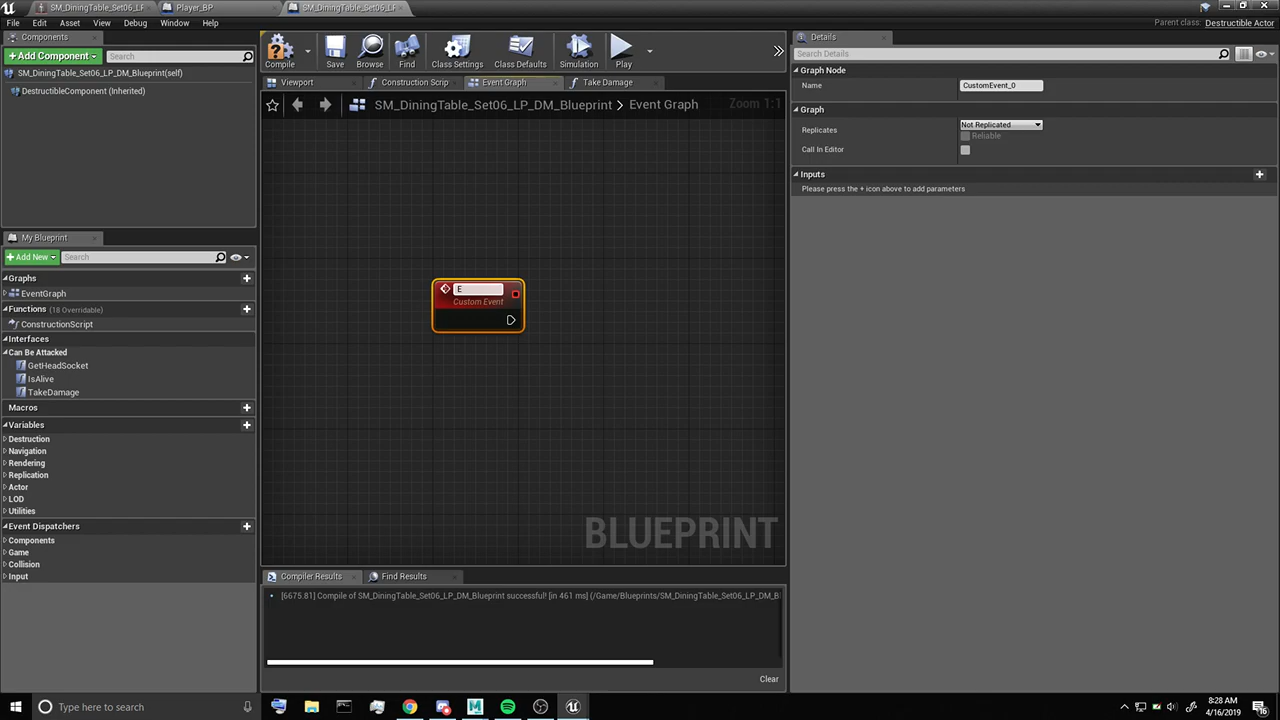 SM_DiningTable_Set06_LF
Player_BP
SM_DiningTable_Set06_LF
File Edit Asset View Debug Window Help
Parent class: Destructible Actor
Components
+ Add Component
Search
SM_DiningTable_Set06_LP_DM_Blueprint(self)
DestructibleComponent (Inherited)
Compile
Save
Browse
Find
Class Settings
Class Defaults
Simulation
Play
Viewport
Construction Scrip
Event Graph
Take Damage
SM_DiningTable_Set06_LP_DM_Blueprint > Event Graph
Zoom 1:1
E
Custom Event
BLUEPRINT
My Blueprint
+ Add New
Search
Graphs
EventGraph
Functions (18 Overridable)
ConstructionScript
Interfaces
Can Be Attacked
GetHeadSocket
IsAlive
TakeDamage
Macros
Variables
Destruction
Navigation
Rendering
Replication
Actor
LOD
Utilities
Event Dispatchers
Components
Game
Collision
Input
Compiler Results
Find Results
[6675.81] Compile of SM_DiningTable_Set06_LP_DM_Blueprint successful! [in 461 ms] (/Game/Blueprints/SM_DiningTable_Set06_LP_DM_B
Clear
Details
Search Details
Graph Node
Name CustomEvent_0
Graph
Replicates Not Replicated
Reliable
Call In Editor
Inputs
Please press the + icon above to add parameters
Type here to search
8:28 AM
4/16/2019